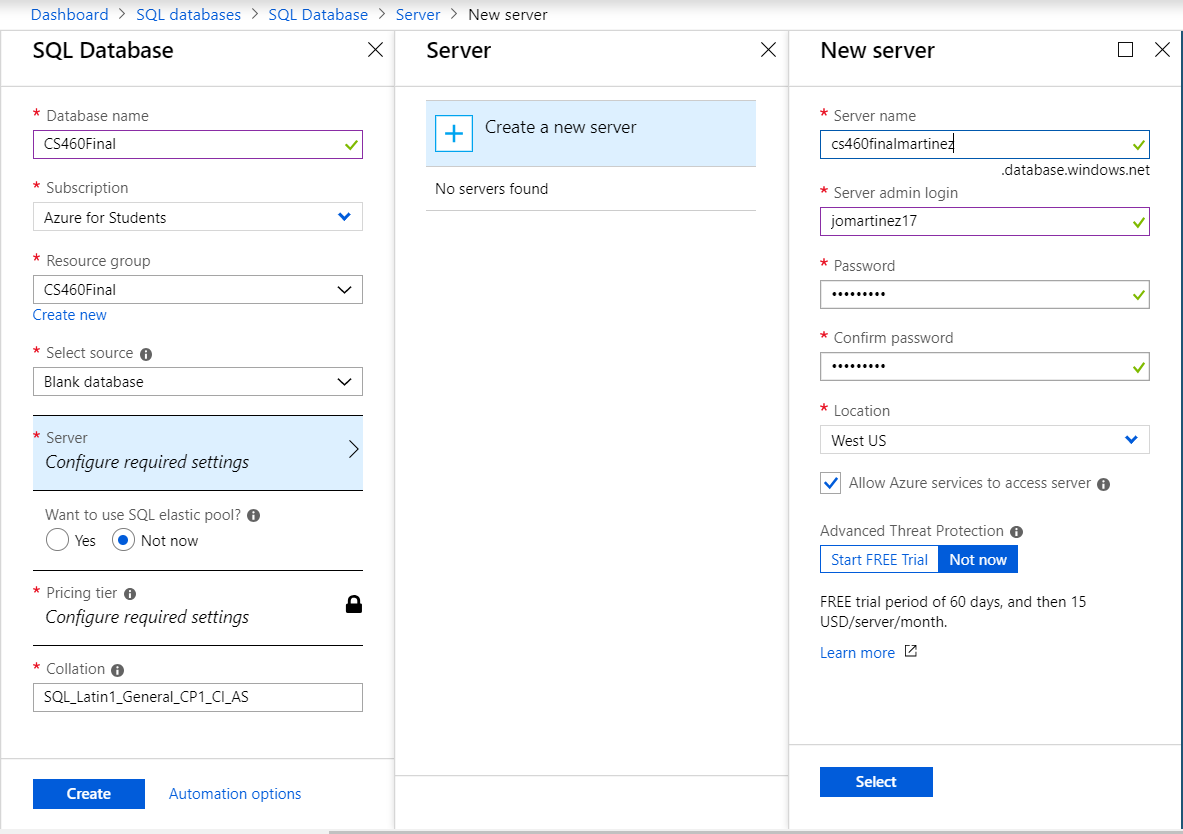 Dashboard > SQL databases > SQL Database > Server > New server
SQL Database
* Database name
CS460Final
* Subscription
Azure for Students
* Resource group
CS460Final
Create new
* Select source
Blank database
* Server
Configure required settings
Want to use SQL elastic pool?
Yes Not now
* Pricing tier
Configure required settings
* Collation
SQL_Latin1_General_CP1_CI_AS
Create Automation options
Server
Create a new server
No servers found
New server
* Server name
cs460finalmartinez
.database.windows.net
* Server admin login
jomartinez17
* Password
•••••••••
* Confirm password
•••••••••
* Location
West US
Allow Azure services to access server
Advanced Threat Protection
Start FREE Trial Not now
FREE trial period of 60 days, and then 15
USD/server/month.
Learn more
Select